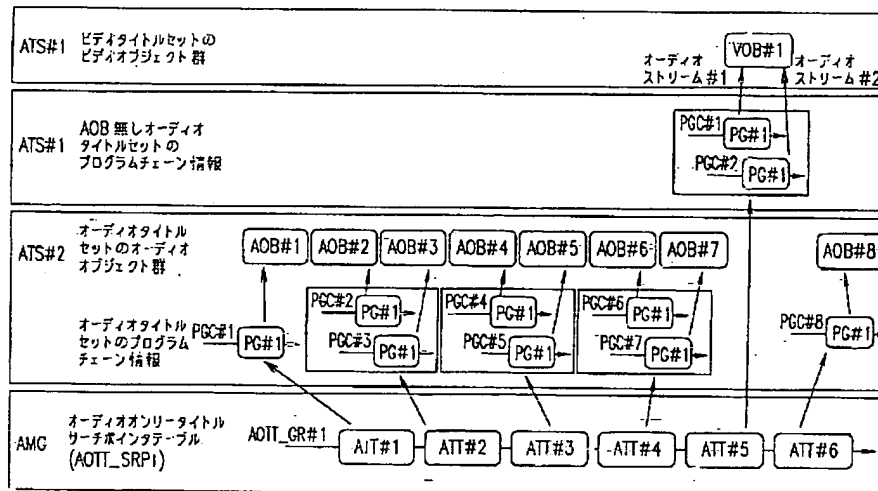 ATS#1
ビデオタイトルセットの
ビデオオブジェクト群
VOB#1
オーディオ
ストリーム#1
オーディオ
ストリーム#2
ATS#1
AOB無しオーディオ
タイトルセットの
プログラムチェーン情報
PGC#1
PG#1
PGC#2
PG#1
ATS#2
オーディオタイトル
セットのオーディオ
オブジェクト群
AOB#1
AOB#2
AOB#3
AOB#4
AOB#5
AOB#6
AOB#7
AOB#8
オーディオタイトル
セットのプログラム
チェーン情報
PGC#1
PG#1
PGC#2
PG#1
PGC#3
PG#1
PGC#4
PG#1
PGC#5
PG#1
PGC#6
PG#1
PGC#7
PG#1
PGC#8
PG#1
AMG
オーディオオンリータイトル
サーチポインタテーブル
(AOTT_SRPT)
AOTT_GR#1
ATT#1
ATT#2
ATT#3
ATT#4
ATT#5
ATT#6